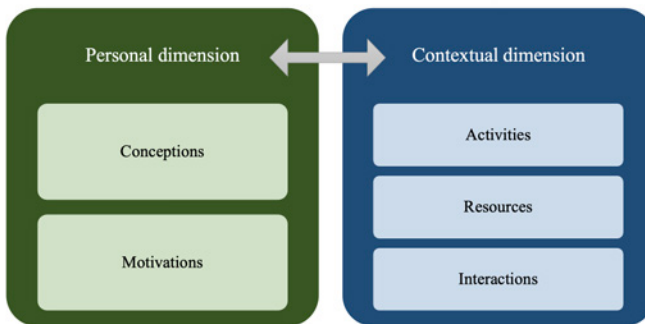 Personal dimension
Conceptions
Motivations
Contextual dimension
Activities
Resources
Interactions